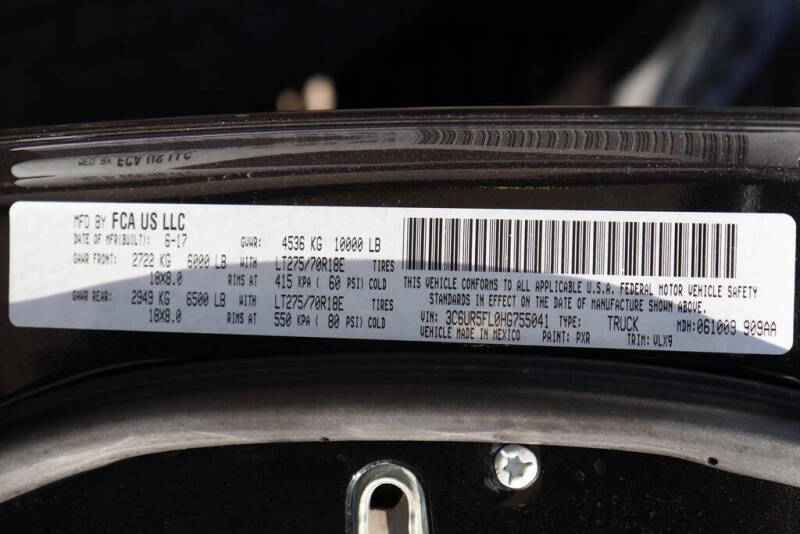 MFD BY FCA US LLC
DATE OF MFR(BUILT): 6-17 GVWR: 4536 KG 10000 LB
GAWR FRONT: 2722 KG 6000 LB WITH LT275/70R18E TIRES
18X8.0 RIMS AT 415 KPA ( 60 PSI) COLD
GAWR REAR: 2949 KG 6500 LB WITH LT275/70R18E TIRES
18X8.0 RIMS AT 550 KPA ( 80 PSI) COLD
THIS VEHICLE CONFORMS TO ALL APPLICABLE U.S.A. FEDERAL MOTOR VEHICLE SAFETY
STANDARDS IN EFFECT ON THE DATE OF MANUFACTURE SHOWN ABOVE.
VIN: 3C6UR5FL0HG755041 TYPE: TRUCK MDH:061009 909AA
VEHICLE MADE IN MEXICO PAINT: PXR TRIM: VLX9